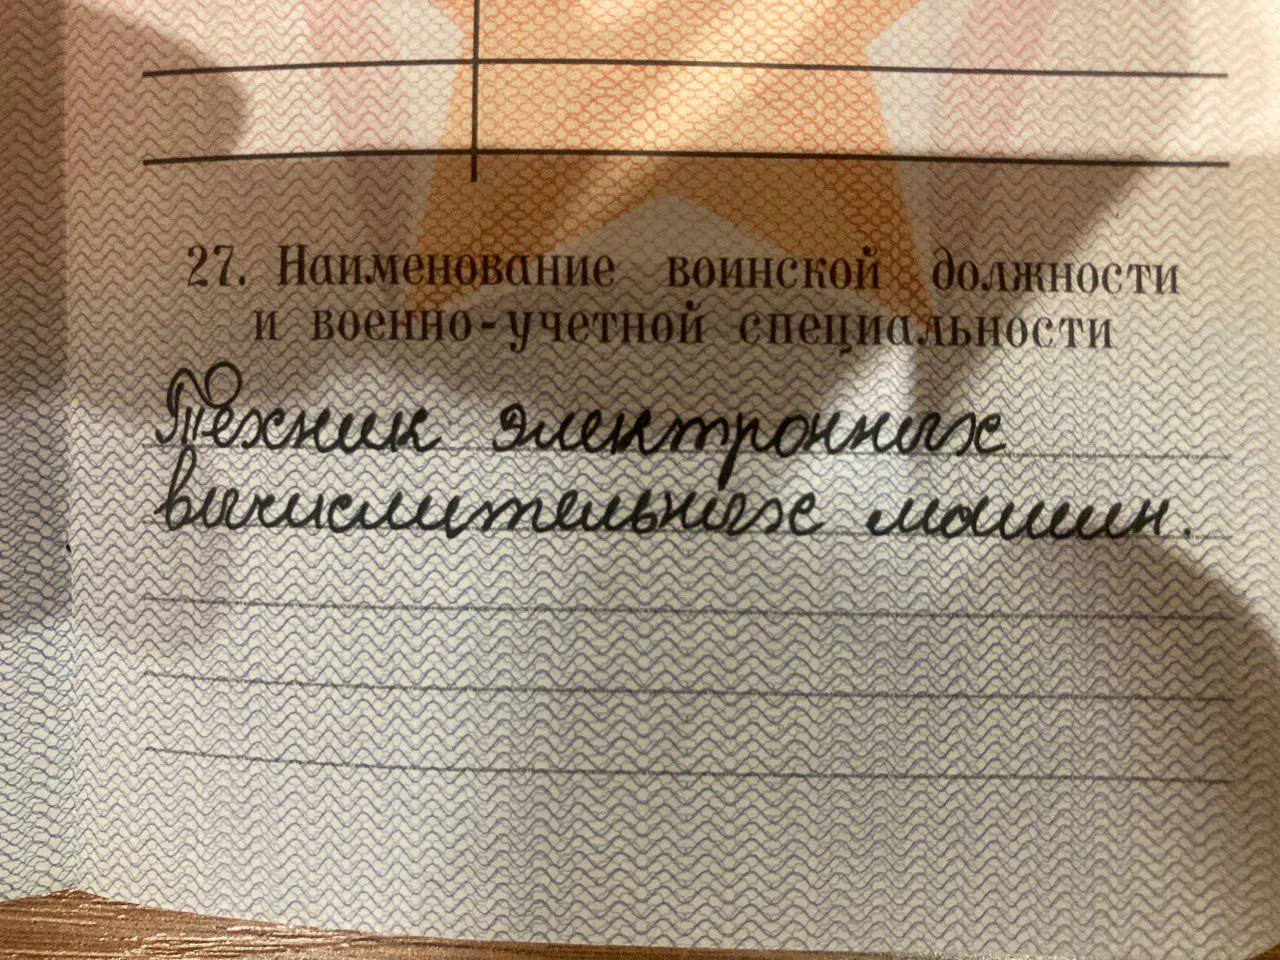 27. Наименование воинской должности
и военно-учетной специальности
Техник электронных
вычислительных машин.